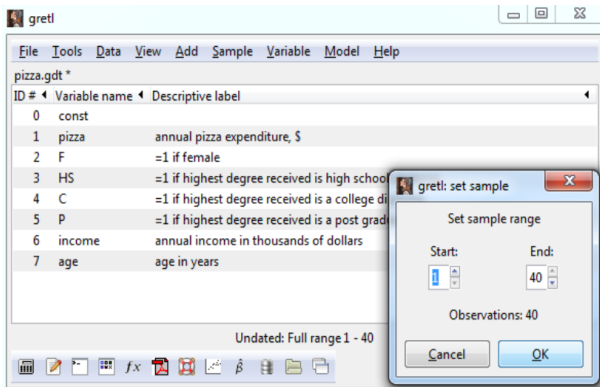 gretl
File Tools Data View Add Sample Variable Model Help
pizza.gdt *
ID # Variable name Descriptive label
0 const
1 pizza annual pizza expenditure, $
2 F =1 if female
3 HS =1 if highest degree received is high school
4 C =1 if highest degree received is a college di
5 P =1 if highest degree received is a post gradu
6 income annual income in thousands of dollars
7 age age in years
Undated: Full range 1 - 40
fx β̂
gretl: set sample
Set sample range
Start: End:
1 40
Observations: 40
Cancel OK